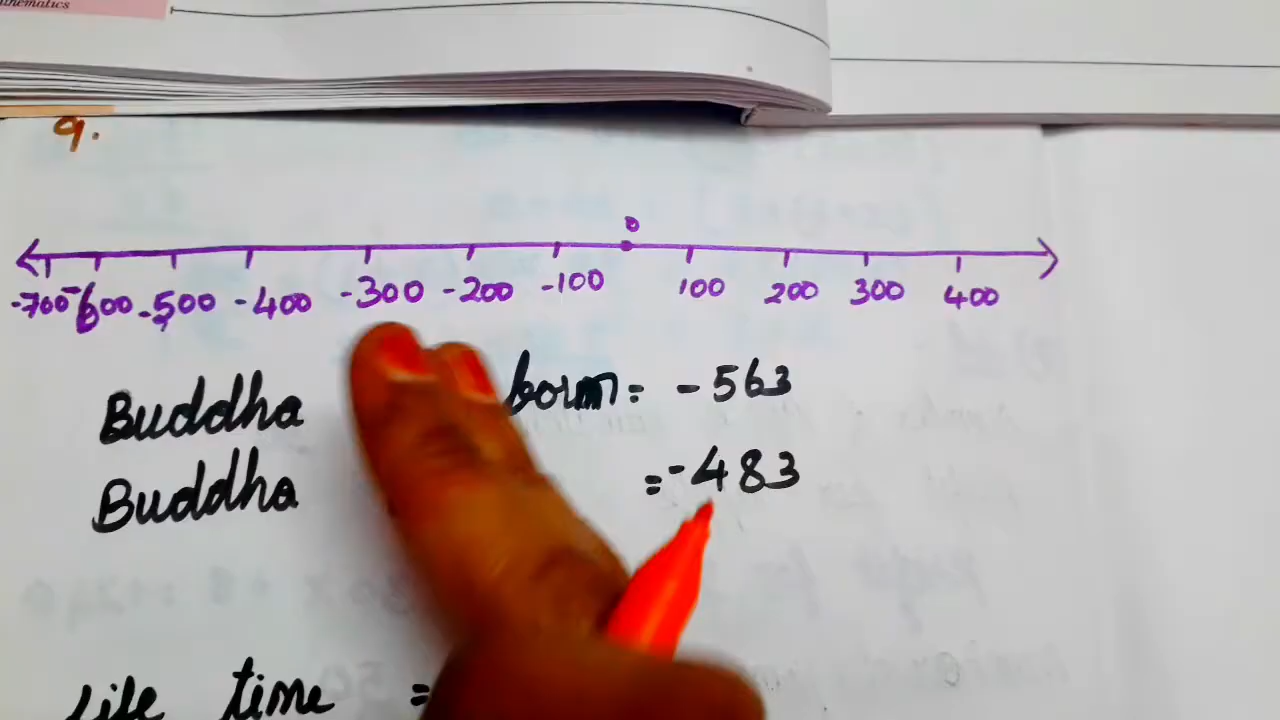 9.
0
-700 -600 -500 -400 -300 -200 -100 100 200 300 400
Buddha born = -563
Buddha = -483
Life time =